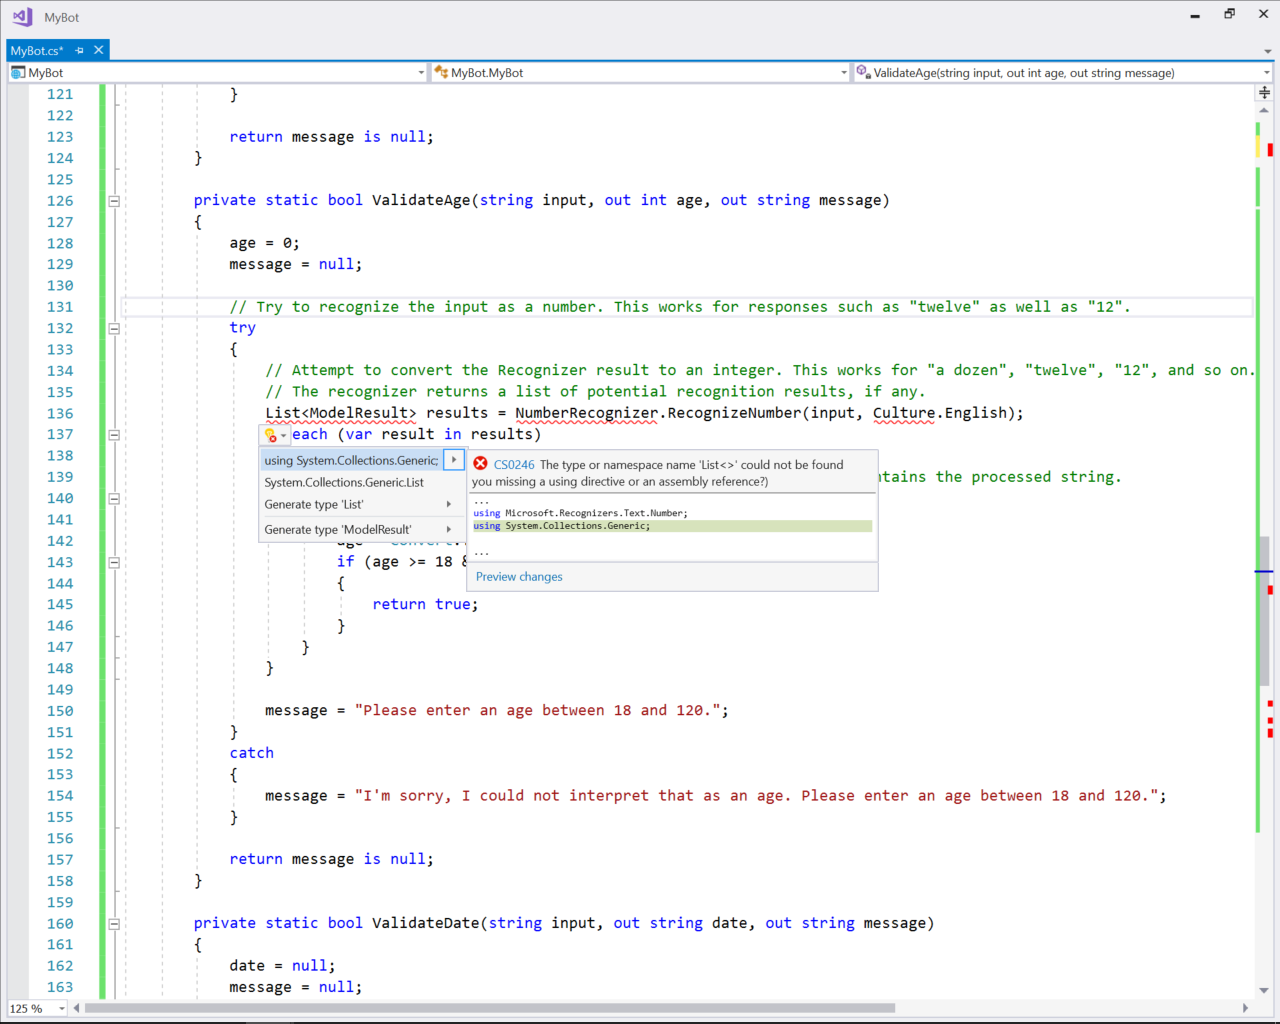 MyBot
MyBot.cs*
MyBot
MyBot.MyBot
ValidateAge(string input, out int age, out string message)
121 }
122
123 return message is null;
124 }
125
126 private static bool ValidateAge(string input, out int age, out string message)
127 {
128 age = 0;
129 message = null;
130
131 // Try to recognize the input as a number. This works for responses such as "twelve" as well as "12".
132 try
133 {
134 // Attempt to convert the Recognizer result to an integer. This works for "a dozen", "twelve", "12", and so on.
135 // The recognizer returns a list of potential recognition results, if any.
136 List<ModelResult> results = NumberRecognizer.RecognizeNumber(input, Culture.English);
137 each (var result in results)
138
using System.Collections.Generic;
System.Collections.Generic.List
Generate type 'List'
Generate type 'ModelResult'
CS0246 The type or namespace name 'List<>' could not be found
you missing a using directive or an assembly reference?)
...
using Microsoft.Recognizers.Text.Number;
using System.Collections.Generic;
...
Preview changes
139 tains the processed string.
140
141
142
143 if (age >= 18 &
144 {
145 return true;
146 }
147 }
148 }
149
150 message = "Please enter an age between 18 and 120.";
151 }
152 catch
153 {
154 message = "I'm sorry, I could not interpret that as an age. Please enter an age between 18 and 120.";
155 }
156
157 return message is null;
158 }
159
160 private static bool ValidateDate(string input, out string date, out string message)
161 {
162 date = null;
163 message = null;
125 %